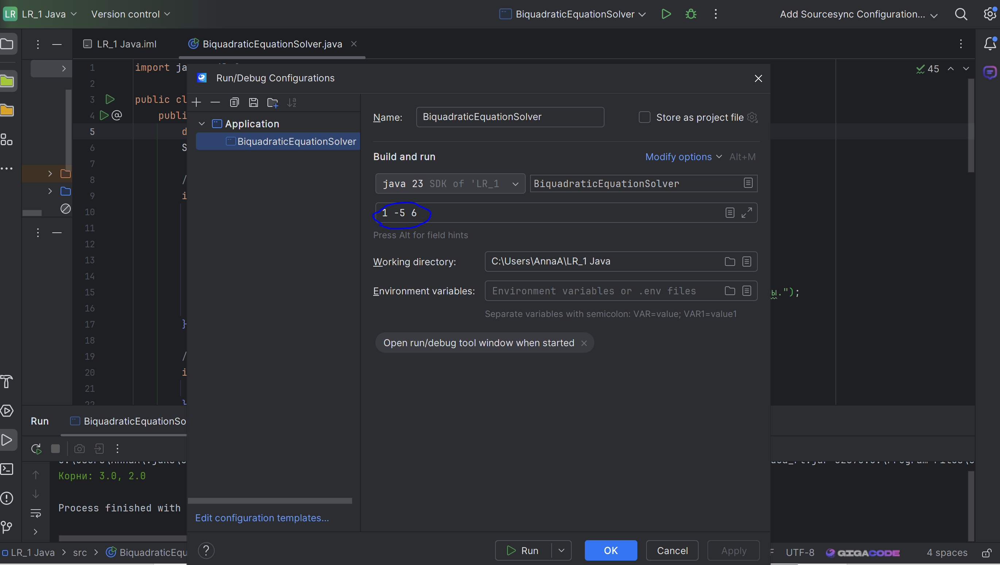 LR LR_1 Java Version control BiquadraticEquationSolver Add Sourcesync Configuration...
LR_1 Java.iml BiquadraticEquationSolver.java
45
1 import ja
2
3 public cl
4 publi
5 d
6 S
7
8 /
9 i
10
11
12
13
14
15 ы.");
16
17 }
18
19 /
20 i
21
22 }
Run/Debug Configurations
Application
BiquadraticEquationSolver
Edit configuration templates...
Name: BiquadraticEquationSolver Store as project file
Build and run Modify options Alt+M
java 23 SDK of 'LR_1 BiquadraticEquationSolver
1 -5 6
Press Alt for field hints
Working directory: C:\Users\AnnaA\LR_1 Java
Environment variables: Environment variables or .env files
Separate variables with semicolon: VAR=value; VAR1=value1
Open run/debug tool window when started
? Run OK Cancel Apply
Run BiquadraticEquationSo
Корни: 3.0, 2.0
Process finished with
LR_1 Java > src > BiquadraticEqu UTF-8 GIGACODE 4 spaces